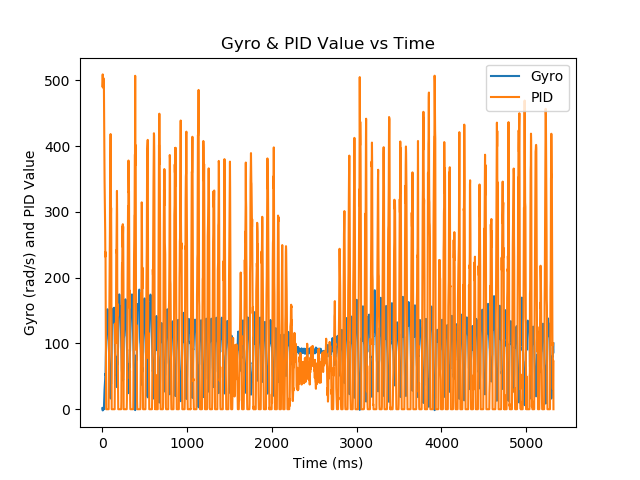 Gyro & PID Value vs Time
Gyro
PID
500
400
300
200
100
0
Gyro (rad/s) and PID Value
0 1000 2000 3000 4000 5000
Time (ms)